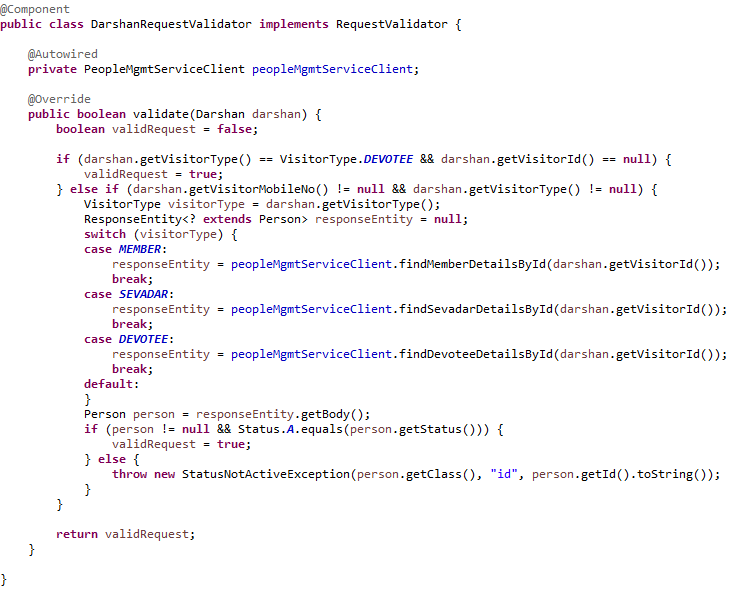 @Component
public class DarshanRequestValidator implements RequestValidator {
@Autowired
private PeopleMgmtServiceClient peopleMgmtServiceClient;
@Override
public boolean validate(Darshan darshan) {
boolean validRequest = false;
if (darshan.getVisitorType() == VisitorType.DEVOTEE && darshan.getVisitorId() == null) {
validRequest = true;
} else if (darshan.getVisitorMobileNo() != null && darshan.getVisitorType() != null) {
VisitorType visitorType = darshan.getVisitorType();
ResponseEntity<? extends Person> responseEntity = null;
switch (visitorType) {
case MEMBER:
responseEntity = peopleMgmtServiceClient.findMemberDetailsById(darshan.getVisitorId());
break;
case SEVADAR:
responseEntity = peopleMgmtServiceClient.findSevadarDetailsById(darshan.getVisitorId());
break;
case DEVOTEE:
responseEntity = peopleMgmtServiceClient.findDevoteeDetailsById(darshan.getVisitorId());
break;
default:
}
Person person = responseEntity.getBody();
if (person != null && Status.A.equals(person.getStatus())) {
validRequest = true;
} else {
throw new StatusNotActiveException(person.getClass(), "id", person.getId().toString());
}
}
return validRequest;
}
}